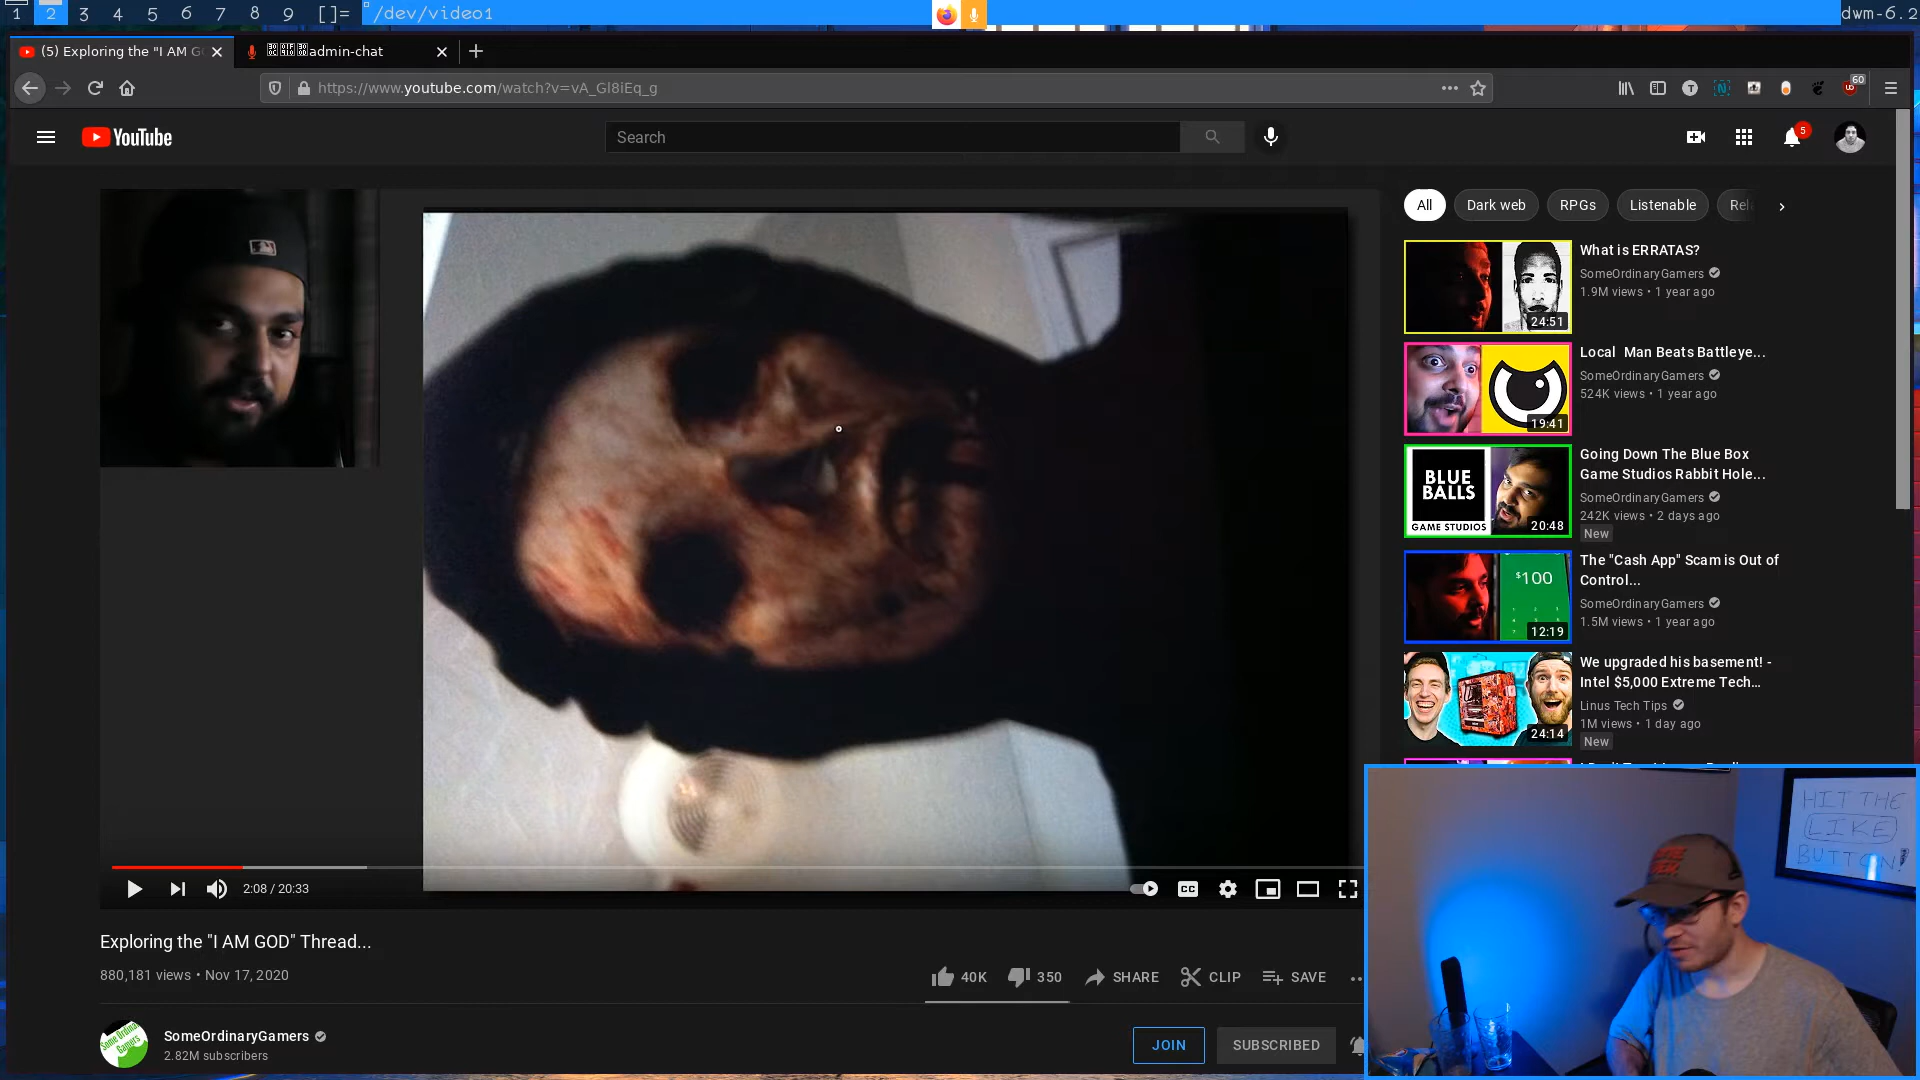 1 2 3 4 5 6 7 8 9 []= /dev/video1
dwm-6.2
(5) Exploring the "I AM G
admin-chat
https://www.youtube.com/watch?v=vA_Gl8iEq_g
60
YouTube
Search
5
All
Dark web
RPGs
Listenable
What is ERRATAS?
SomeOrdinaryGamers
1.9M views • 1 year ago
24:51
Local Man Beats Battleye...
SomeOrdinaryGamers
524K views • 1 year ago
19:41
BLUE
BALLS
GAME STUDIOS
20:48
Going Down The Blue Box
Game Studios Rabbit Hole...
SomeOrdinaryGamers
242K views • 2 days ago
New
$100
12:19
The "Cash App" Scam is Out of
Control...
SomeOrdinaryGamers
1.5M views • 1 year ago
24:14
We upgraded his basement! -
Intel $5,000 Extreme Tech...
Linus Tech Tips
1M views • 1 day ago
New
2:08 / 20:33
CC
Exploring the "I AM GOD" Thread...
880,181 views • Nov 17, 2020
40K
350
SHARE
CLIP
SAVE
SomeOrdinaryGamers
2.82M subscribers
JOIN
SUBSCRIBED
HIT THE
LIKE
BUTTON!